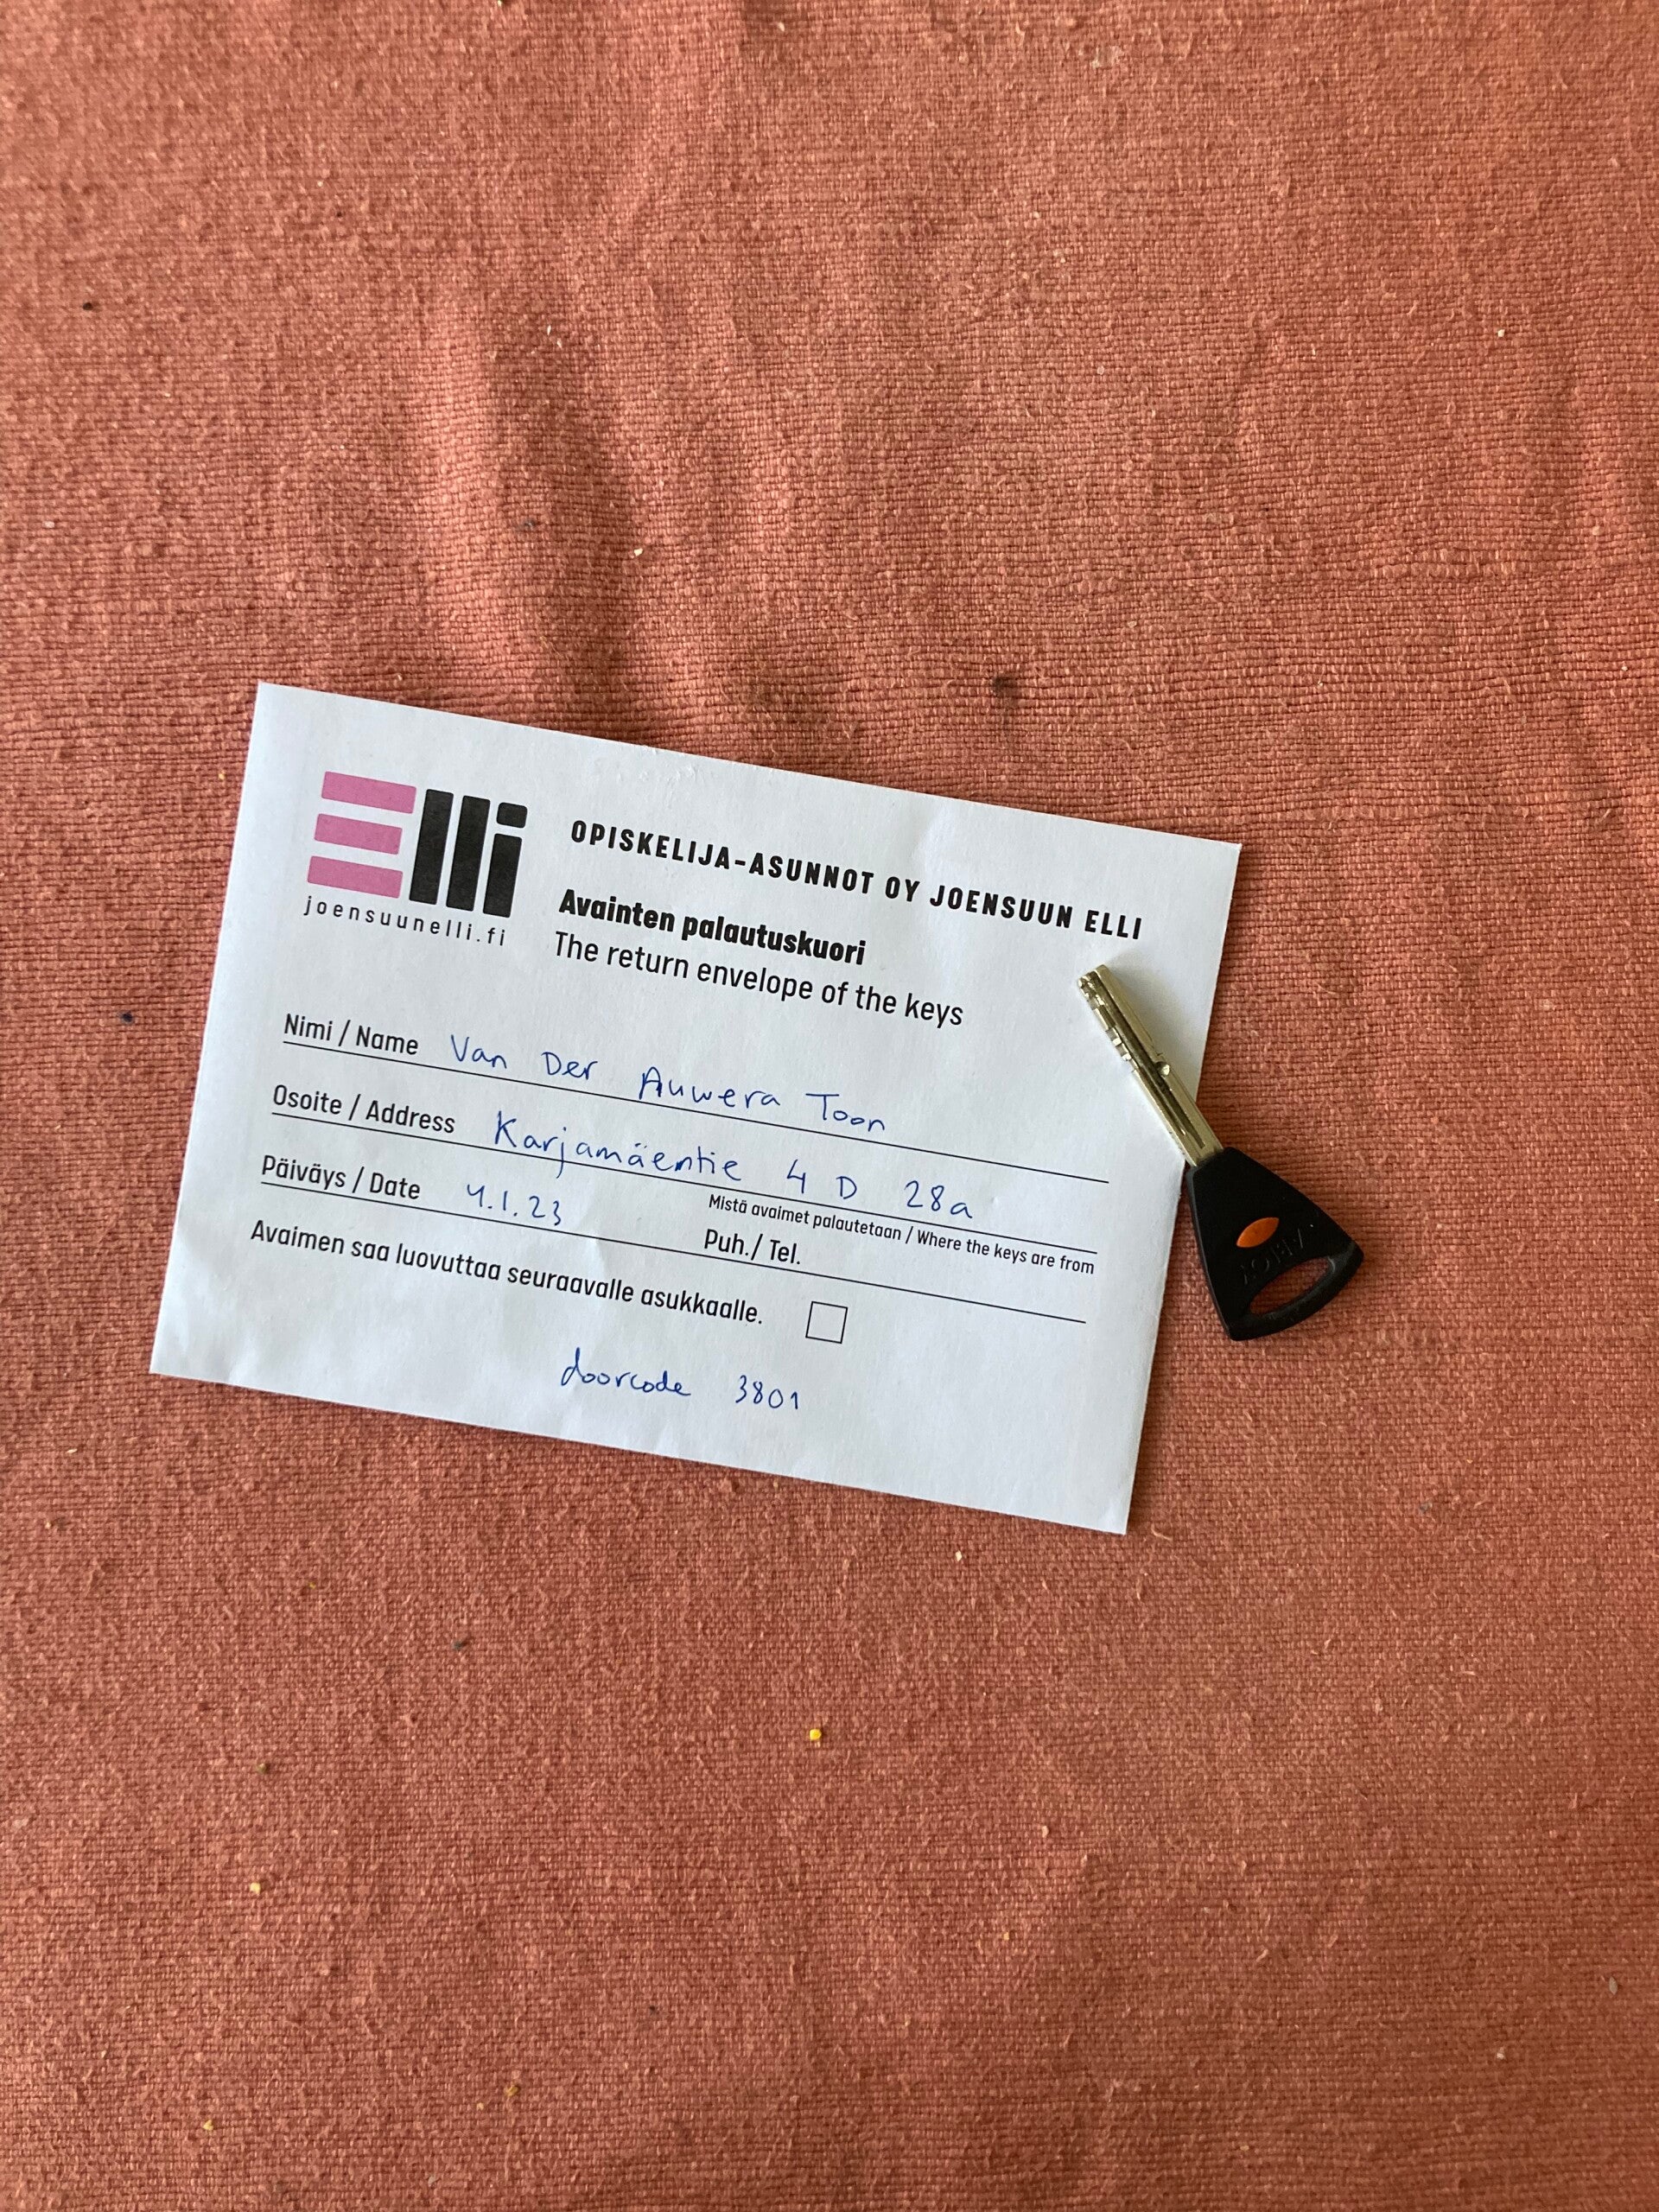 Elli
joensuunelli.fi
OPISKELIJA-ASUNNOT OY JOENSUUN ELLI
Avainten palautuskuori
The return envelope of the keys
Nimi / Name Van Der Auwera Toon
Osoite / Address Karjamäentie 4 D 28a
Mistä avaimet palautetaan / Where the keys are from
Päiväys / Date 4.1.23 Puh./ Tel.
Avaimen saa luovuttaa seuraavalle asukkaalle.
doorcode 3801
ABLOY